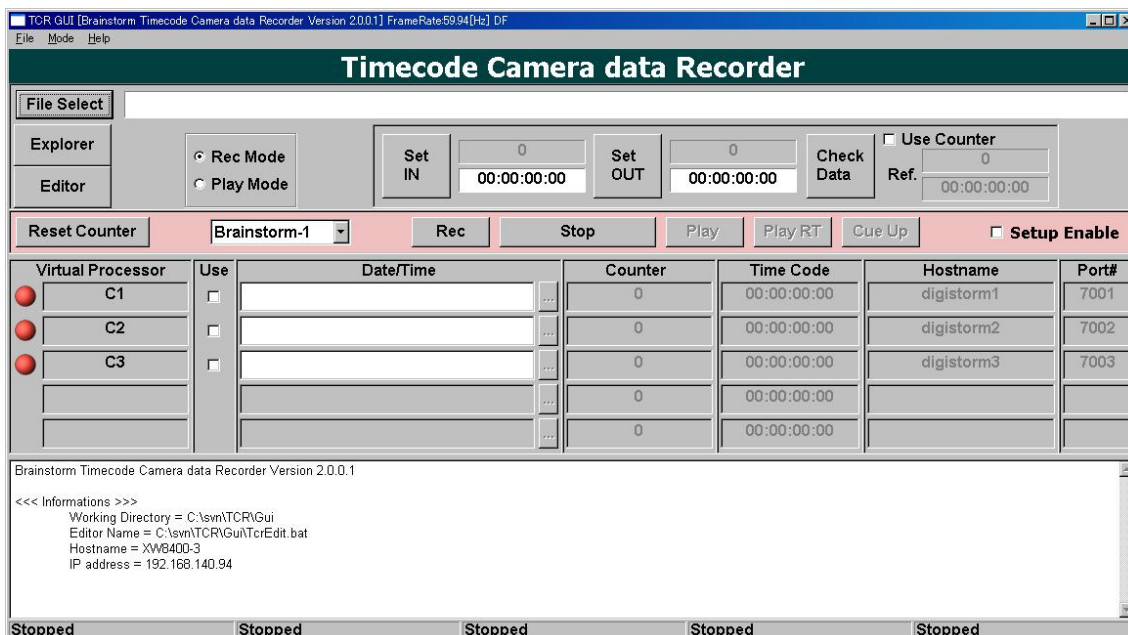 TCR GUI [Brainstorm Timecode Camera data Recorder Version 2.0.0.1] FrameRate:59.94[Hz] DF
File Mode Help
Timecode Camera data Recorder
File Select
Explorer
Editor
Rec Mode
Play Mode
Set IN
0
00:00:00:00
Set OUT
0
00:00:00:00
Check Data
Use Counter
Ref.
0
00:00:00:00
Reset Counter Brainstorm-1 Rec Stop Play Play RT Cue Up Setup Enable
Virtual Processor Use Date/Time Counter Time Code Hostname Port#
C1 ... 0 00:00:00:00 digistorm1 7001
C2 ... 0 00:00:00:00 digistorm2 7002
C3 ... 0 00:00:00:00 digistorm3 7003
... 0 00:00:00:00
... 0 00:00:00:00
Brainstorm Timecode Camera data Recorder Version 2.0.0.1
<<< Informations >>>
Working Directory = C:\svn\TCR\Gui
Editor Name = C:\svn\TCR\Gui\TcrEdit.bat
Hostname = XW8400-3
IP address = 192.168.140.94
Stopped Stopped Stopped Stopped Stopped